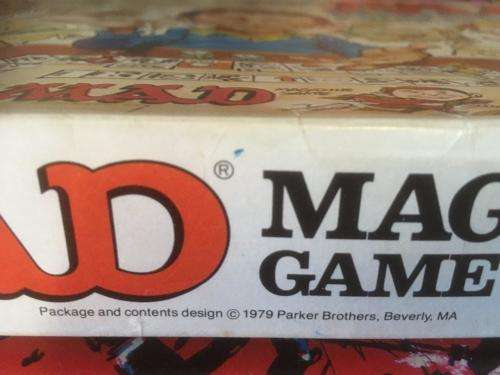 MAD
AD®
MAG
GAME
Package and contents design © 1979 Parker Brothers, Beverly, MA